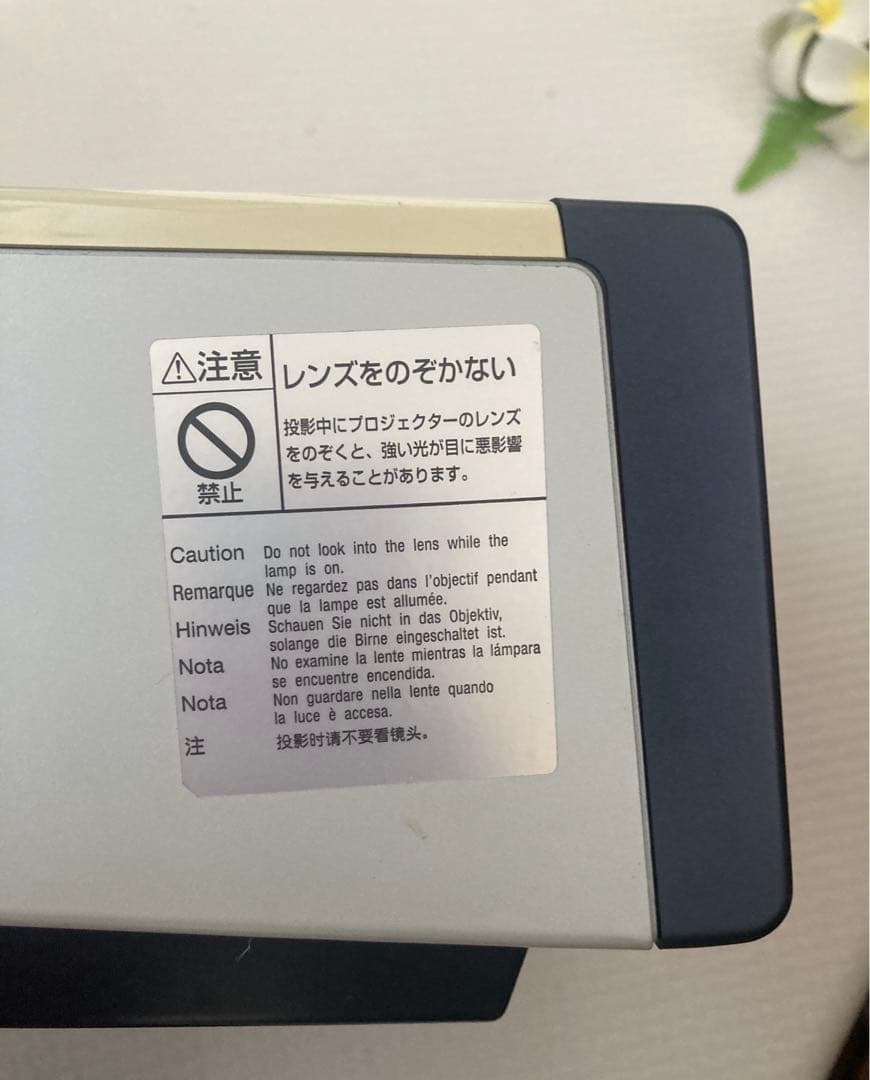 注意
禁止
レンズをのぞかない
投影中にプロジェクターのレンズ
をのぞくと、強い光が目に悪影響
を与えることがあります。
Caution Do not look into the lens while the
lamp is on.
Remarque Ne regardez pas dans l'objectif pendant
que la lampe est allumée.
Hinweis Schauen Sie nicht in das Objektiv,
solange die Birne eingeschaltet ist.
Nota No examine la lente mientras la lámpara
se encuentre encendida.
Nota Non guardare nella lente quando
la luce è accesa.
注 投影时请不要看镜头。